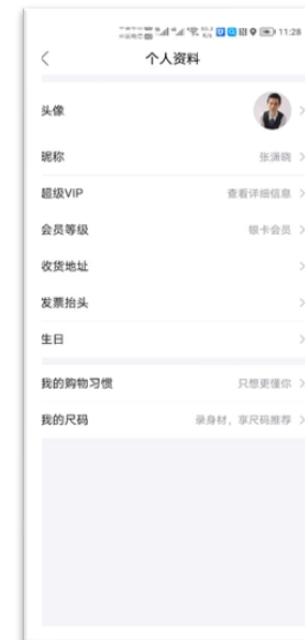 11:28
个人资料
头像
昵称 张潇晓
超级VIP 查看详细信息
会员等级 银卡会员
收货地址
发票抬头
生日
我的购物习惯 只想更懂你
我的尺码 录身材，享尺码推荐